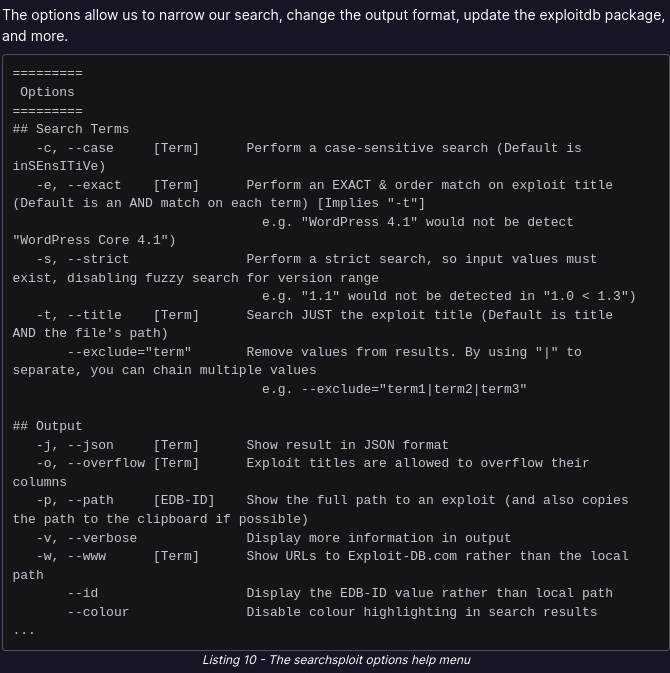 The options allow us to narrow our search, change the output format, update the exploitdb package,
and more.
=========
 Options
=========
## Search Terms
   -c, --case     [Term]      Perform a case-sensitive search (Default is
inSEnsITiVe)
   -e, --exact    [Term]      Perform an EXACT & order match on exploit title
(Default is an AND match on each term) [Implies "-t"]
                                e.g. "WordPress 4.1" would not be detect
"WordPress Core 4.1")
   -s, --strict               Perform a strict search, so input values must
exist, disabling fuzzy search for version range
                                e.g. "1.1" would not be detected in "1.0 < 1.3")
   -t, --title    [Term]      Search JUST the exploit title (Default is title
AND the file's path)
       --exclude="term"       Remove values from results. By using "|" to
separate, you can chain multiple values
                                e.g. --exclude="term1|term2|term3"

## Output
   -j, --json     [Term]      Show result in JSON format
   -o, --overflow [Term]      Exploit titles are allowed to overflow their
columns
   -p, --path     [EDB-ID]    Show the full path to an exploit (and also copies
the path to the clipboard if possible)
   -v, --verbose              Display more information in output
   -w, --www      [Term]      Show URLs to Exploit-DB.com rather than the local
path
       --id                   Display the EDB-ID value rather than local path
       --colour               Disable colour highlighting in search results
...
Listing 10 - The searchsploit options help menu